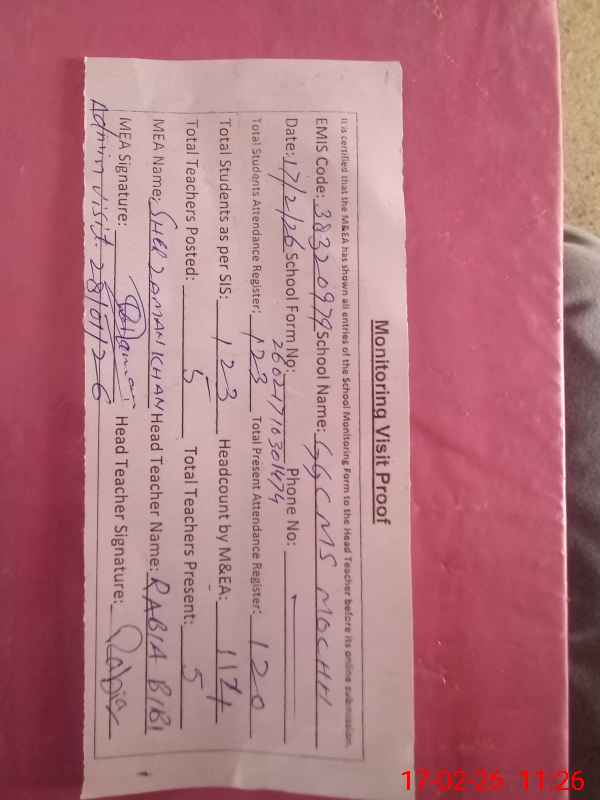 Monitoring Visit Proof
It is certified that the M&EA has shown all entries of the School Monitoring Form to the Head Teacher before its online submission.
EMIS Code: 38320979 School Name: GGCMS MOCHH
Date: 17/2/26 School Form No: 26021710301474 Phone No:
Total Students Attendance Register: 123 Total Present Attendance Register: 120
Total Students as per SIS: 123 Headcount by M&EA: 117
Total Teachers Posted: 5 Total Teachers Present: 5
MEA Name: SHER ZAMAN KHAN Head Teacher Name: RABIA BIBI
MEA Signature: Head Teacher Signature: Rabia
Admin visit 28/01/26
17-02-26 11:26